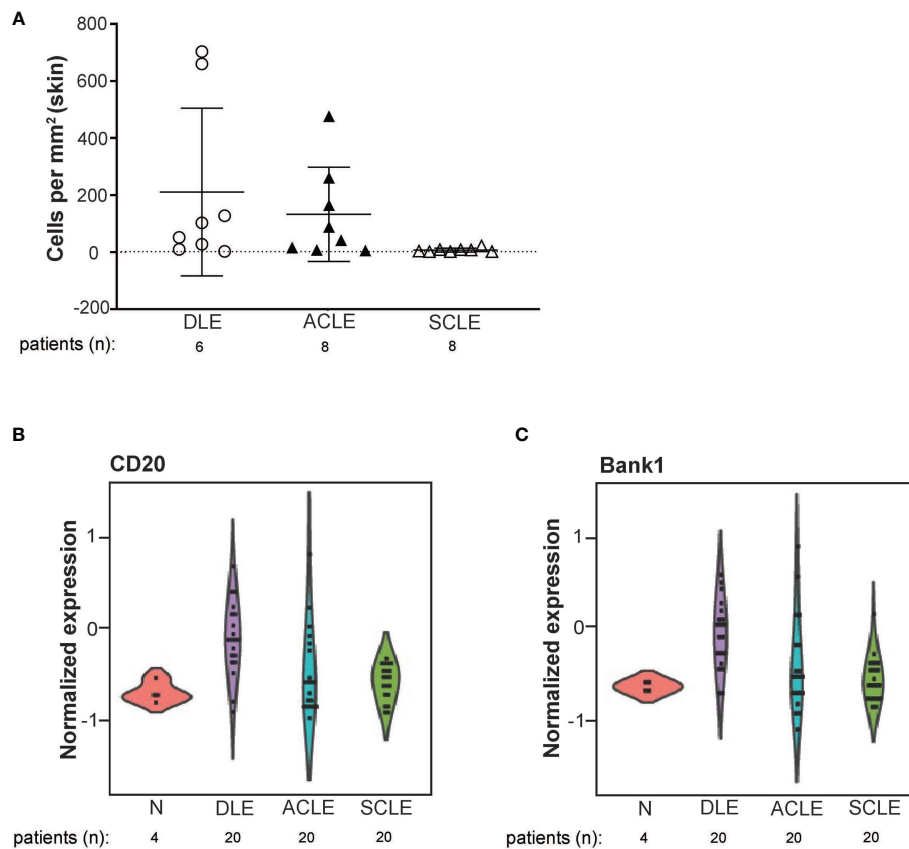 A
Cells per mm² (skin)
800
600
400
200
0
-200
DLE ACLE SCLE
patients (n): 6 8 8
B
CD20
Normalized expression
1
0
-1
N DLE ACLE SCLE
patients (n): 4 20 20 20
C
Bank1
Normalized expression
1
0
-1
N DLE ACLE SCLE
patients (n): 4 20 20 20